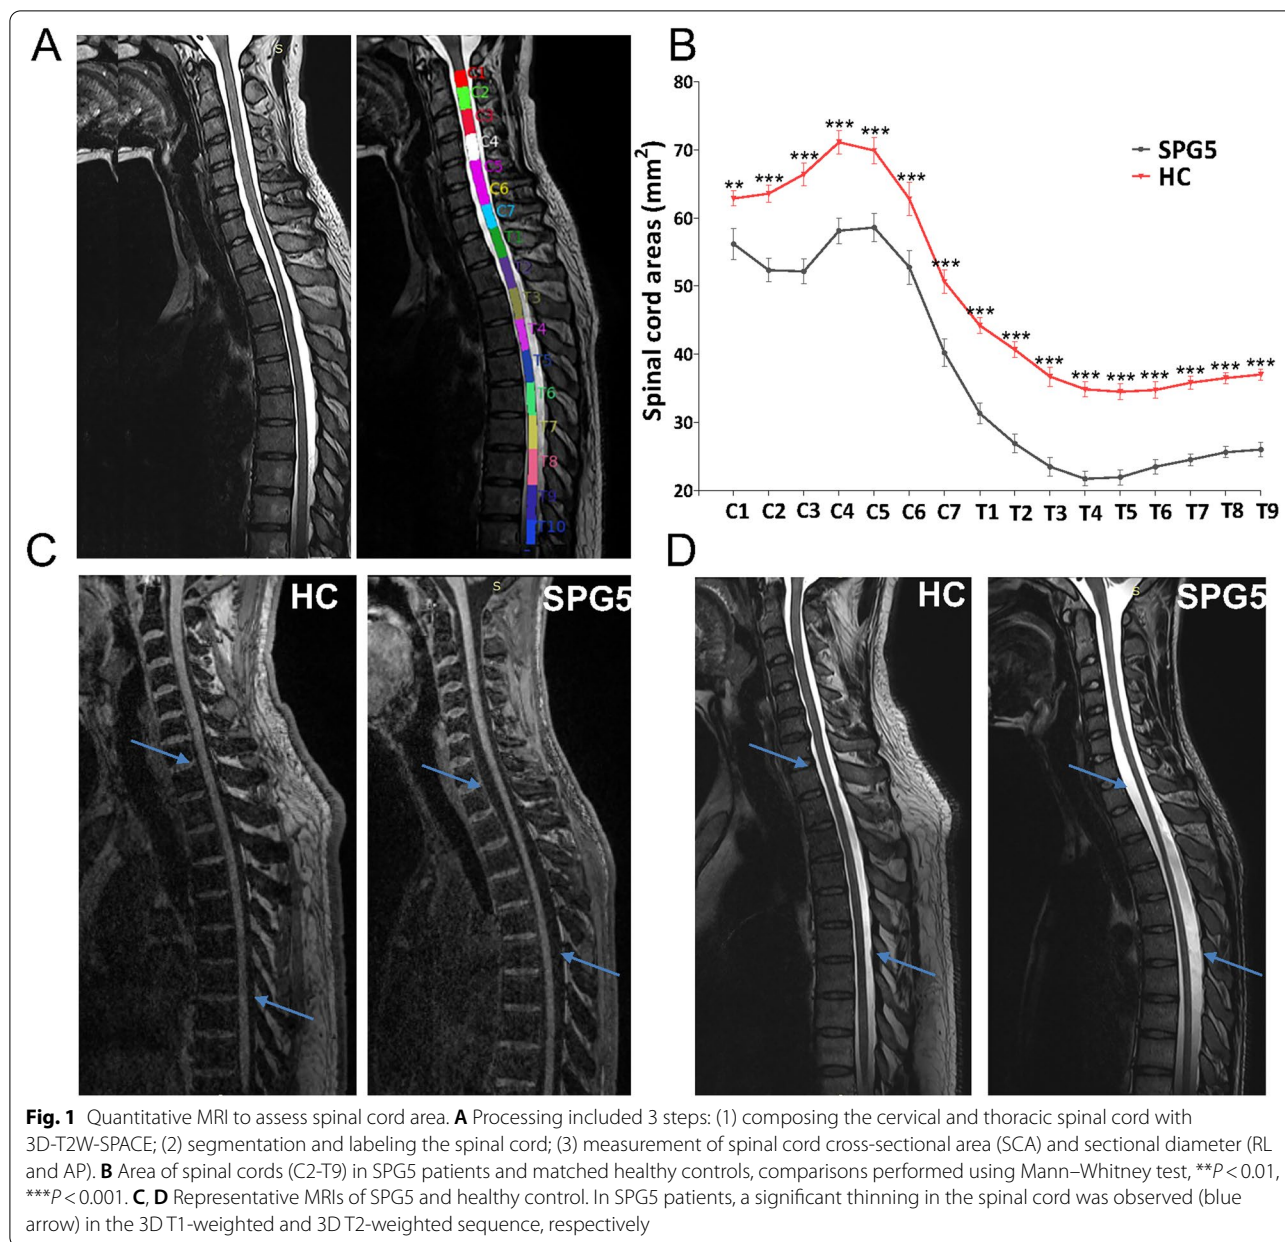 A
S
C1
C2
C3
C4
C5
C6
C7
T1
T2
T3
T4
T5
T6
T7
T8
T9
T10
B
80
70
60
50
40
30
20
Spinal cord areas (mm²)
** *** *** *** *** *** *** *** *** *** *** *** *** *** *** ***
SPG5
HC
C1 C2 C3 C4 C5 C6 C7 T1 T2 T3 T4 T5 T6 T7 T8 T9
C
HC
S
SPG5
D
HC
S
SPG5
Fig. 1 Quantitative MRI to assess spinal cord area. A Processing included 3 steps: (1) composing the cervical and thoracic spinal cord with
3D-T2W-SPACE; (2) segmentation and labeling the spinal cord; (3) measurement of spinal cord cross-sectional area (SCA) and sectional diameter (RL
and AP). B Area of spinal cords (C2-T9) in SPG5 patients and matched healthy controls, comparisons performed using Mann–Whitney test, **P < 0.01,
***P < 0.001. C, D Representative MRIs of SPG5 and healthy control. In SPG5 patients, a significant thinning in the spinal cord was observed (blue
arrow) in the 3D T1-weighted and 3D T2-weighted sequence, respectively